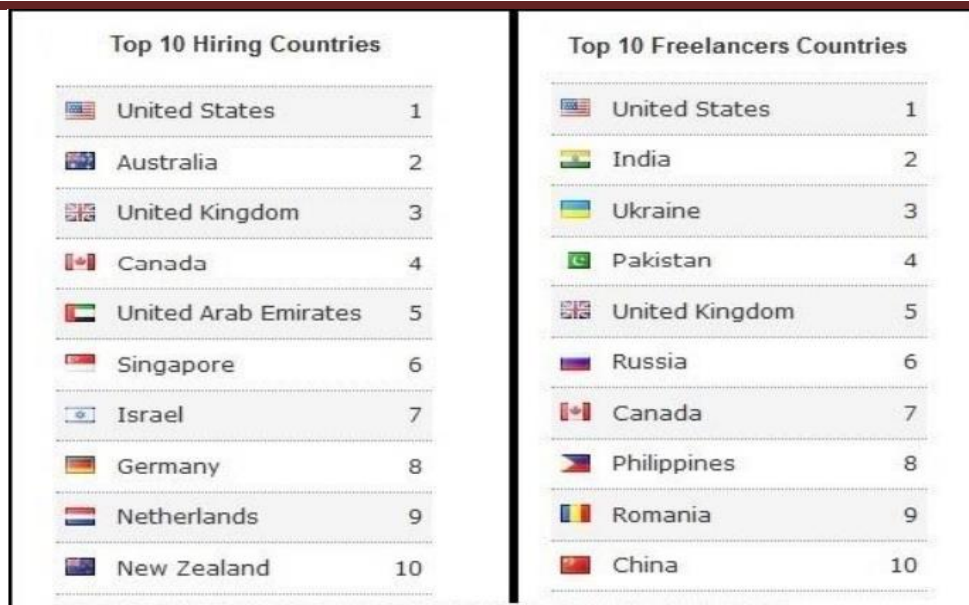 Top 10 Hiring Countries
United States 1
Australia 2
United Kingdom 3
Canada 4
United Arab Emirates 5
Singapore 6
Israel 7
Germany 8
Netherlands 9
New Zealand 10
Top 10 Freelancers Countries
United States 1
India 2
Ukraine 3
Pakistan 4
United Kingdom 5
Russia 6
Canada 7
Philippines 8
Romania 9
China 10